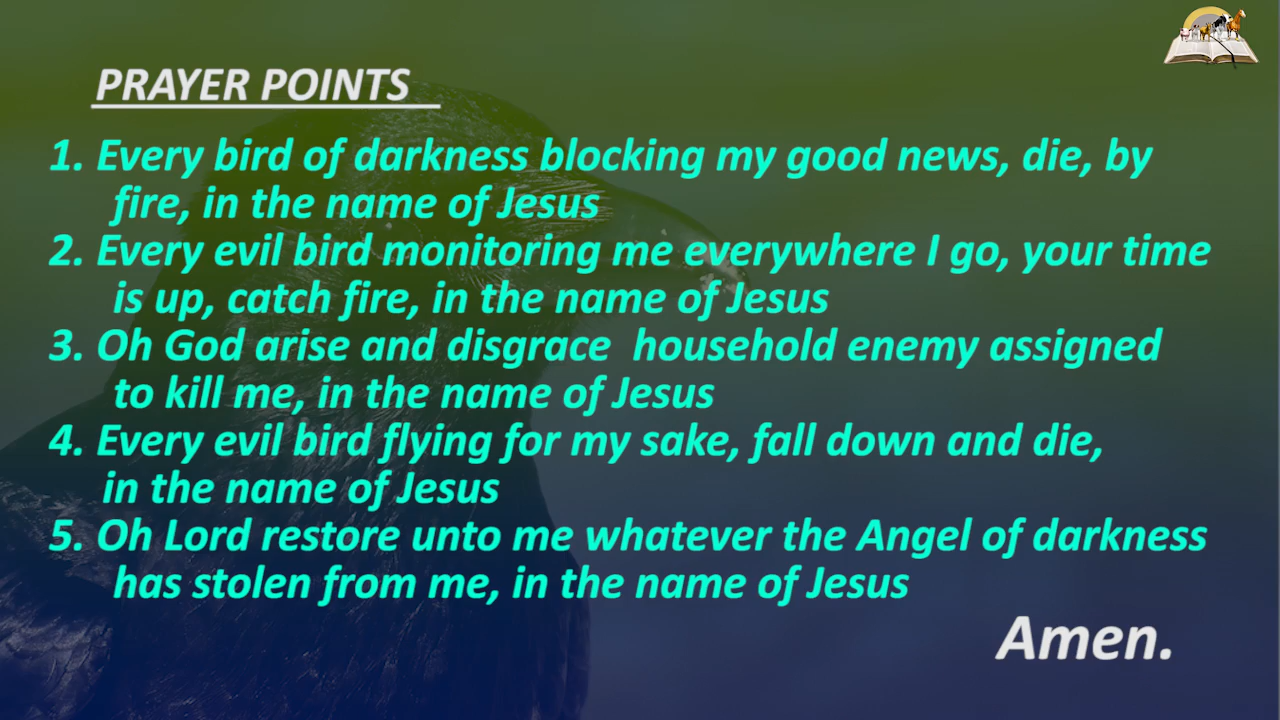 PRAYER POINTS
1. Every bird of darkness blocking my good news, die, by
fire, in the name of Jesus
2. Every evil bird monitoring me everywhere I go, your time
is up, catch fire, in the name of Jesus
3. Oh God arise and disgrace  household enemy assigned
to kill me, in the name of Jesus
4. Every evil bird flying for my sake, fall down and die,
in the name of Jesus
5. Oh Lord restore unto me whatever the Angel of darkness
has stolen from me, in the name of Jesus
Amen.